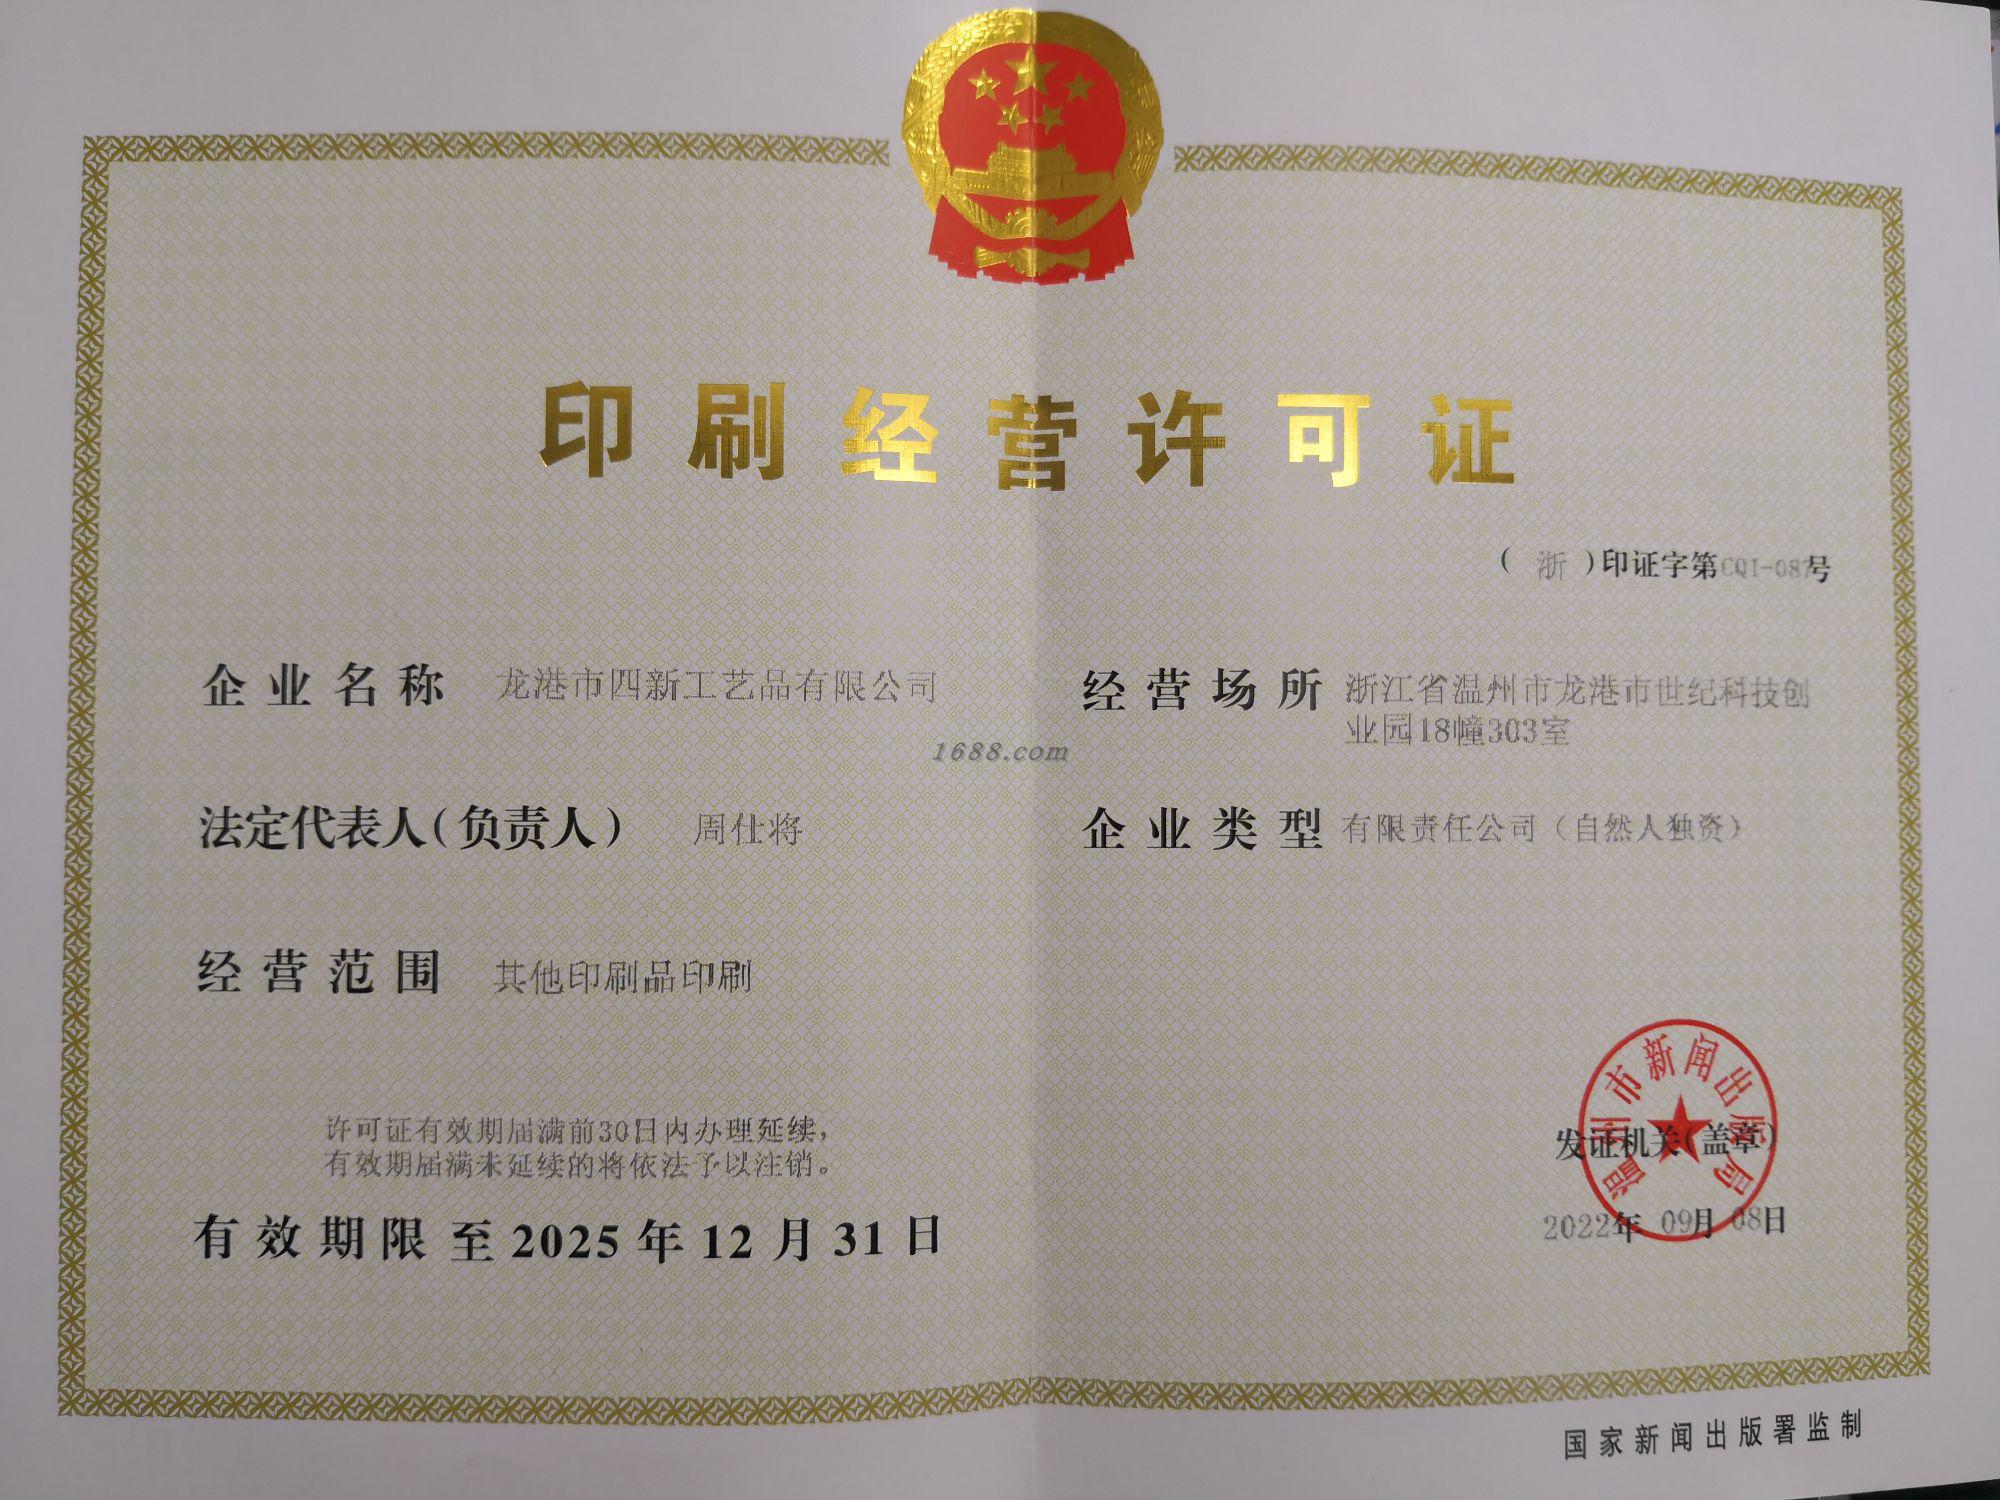 印刷经营许可证
( 浙 )印证字第CQI-087号
企业名称 龙港市四新工艺品有限公司
经营场所 浙江省温州市龙港市世纪科技创
业园18幢303室
1688.com
法定代表人(负责人) 周仕将
企业类型 有限责任公司（自然人独资）
经营范围 其他印刷品印刷
许可证有效期届满前30日内办理延续，
有效期届满未延续的将依法予以注销。
有效期限至2025年12月31日
温州市新闻出版局
发证机关(盖章)
2022年 09月 08日
国家新闻出版署监制